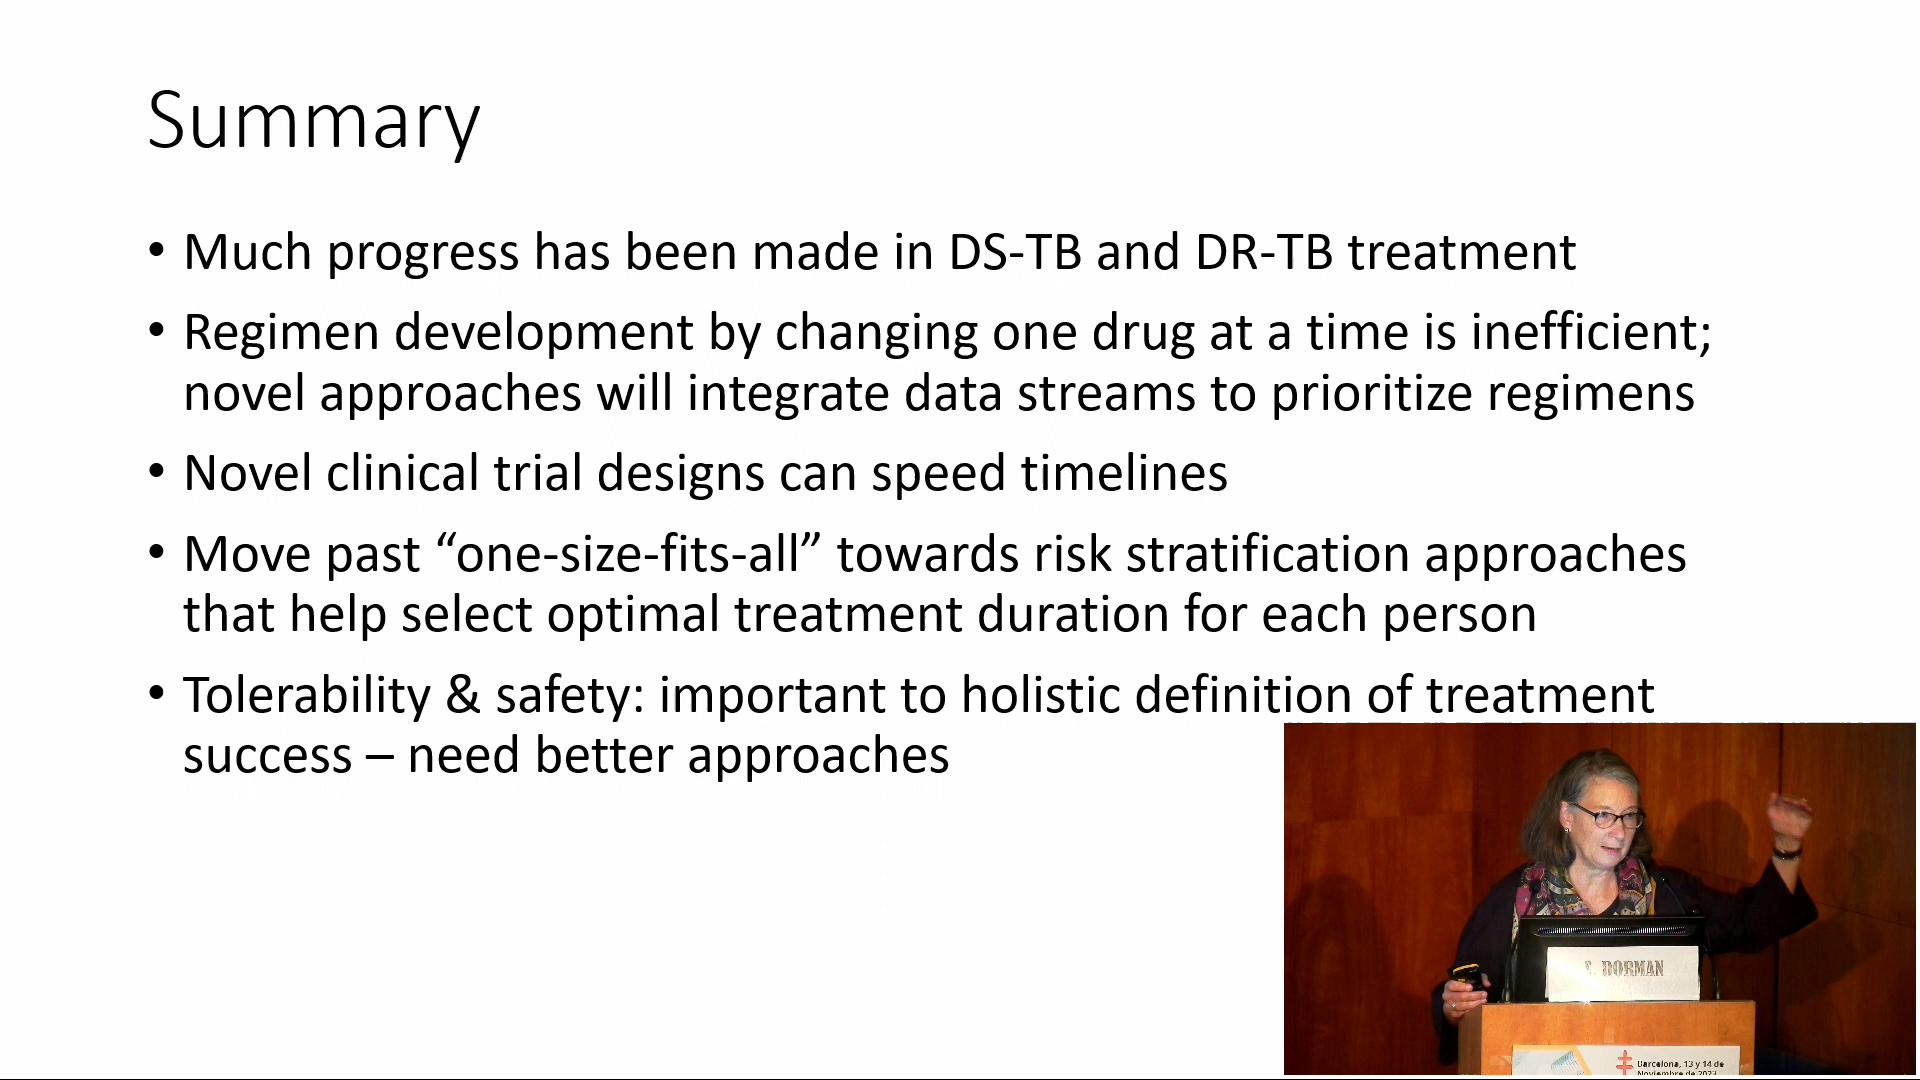 Summary
• Much progress has been made in DS-TB and DR-TB treatment
• Regimen development by changing one drug at a time is inefficient;
novel approaches will integrate data streams to prioritize regimens
• Novel clinical trial designs can speed timelines
• Move past “one-size-fits-all” towards risk stratification approaches
that help select optimal treatment duration for each person
• Tolerability & safety: important to holistic definition of treatment
success – need better approaches
DORMAN
Barcelona, 13 y 14 de
Noviembre de 2023